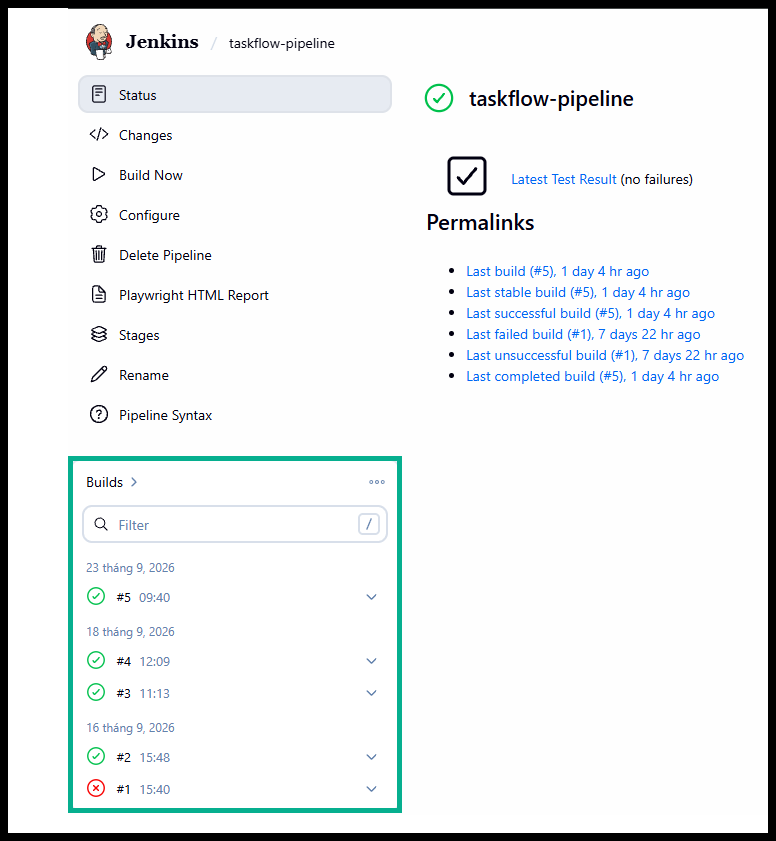 Jenkins / taskflow-pipeline
Status
Changes
Build Now
Configure
Delete Pipeline
Playwright HTML Report
Stages
Rename
Pipeline Syntax
Builds
Filter /
23 tháng 9, 2026
#5 09:40
18 tháng 9, 2026
#4 12:09
#3 11:13
16 tháng 9, 2026
#2 15:48
#1 15:40
taskflow-pipeline
Latest Test Result (no failures)
Permalinks
Last build (#5), 1 day 4 hr ago
Last stable build (#5), 1 day 4 hr ago
Last successful build (#5), 1 day 4 hr ago
Last failed build (#1), 7 days 22 hr ago
Last unsuccessful build (#1), 7 days 22 hr ago
Last completed build (#5), 1 day 4 hr ago